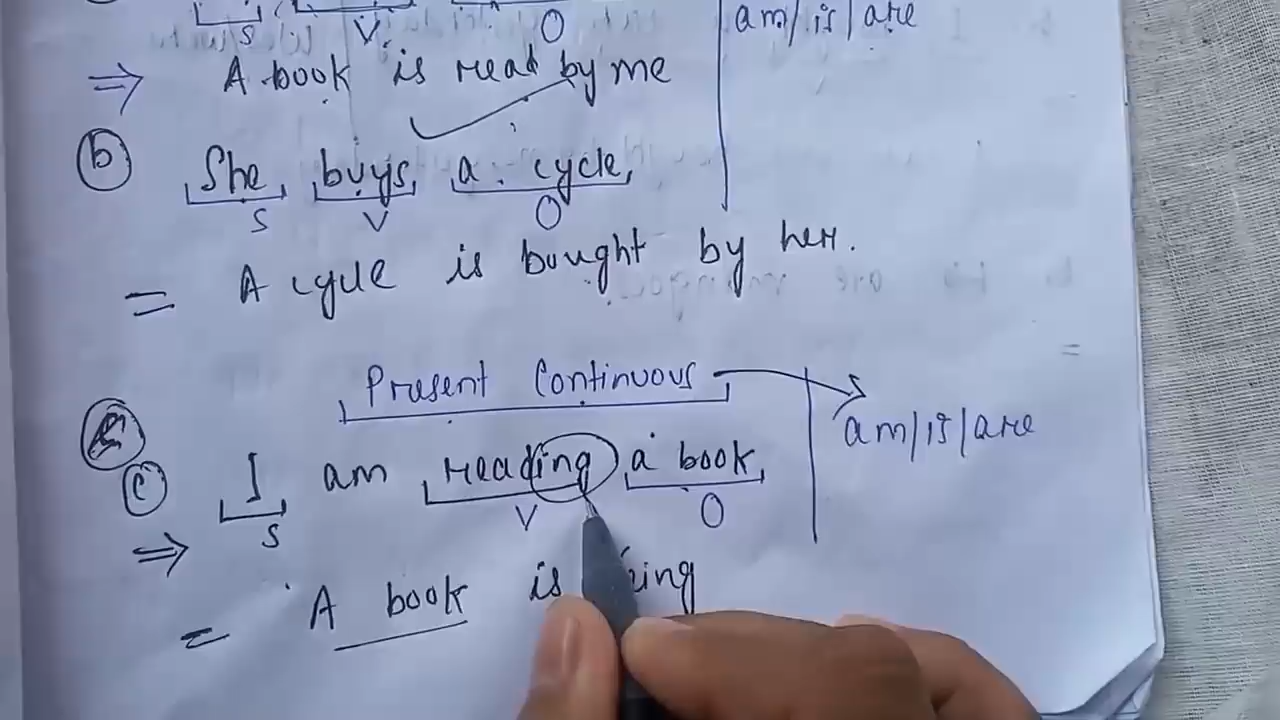 S V O am/is/are
⇒ A book is read by me
(b) She buys a cycle
S V O
= A cycle is bought by her.
Present Continuous → am/is/are
(c) I am reading a book
S V O
⇒
= A book is